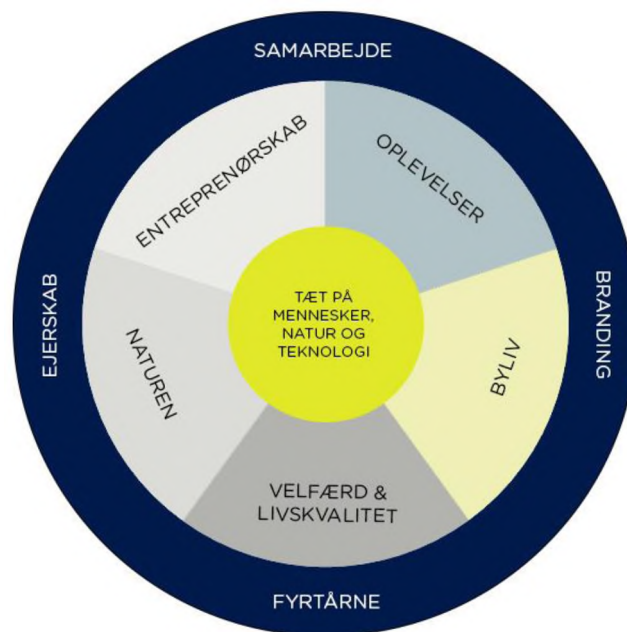 SAMARBEJDE
ENTREPRENØRSKAB
OPLEVELSER
EJERSKAB
TÆT PÅ
MENNESKER,
NATUR OG
TEKNOLOGI
BRANDING
NATUREN
BYLIV
VELFÆRD &
LIVSKVALITET
FYRTÅRNE